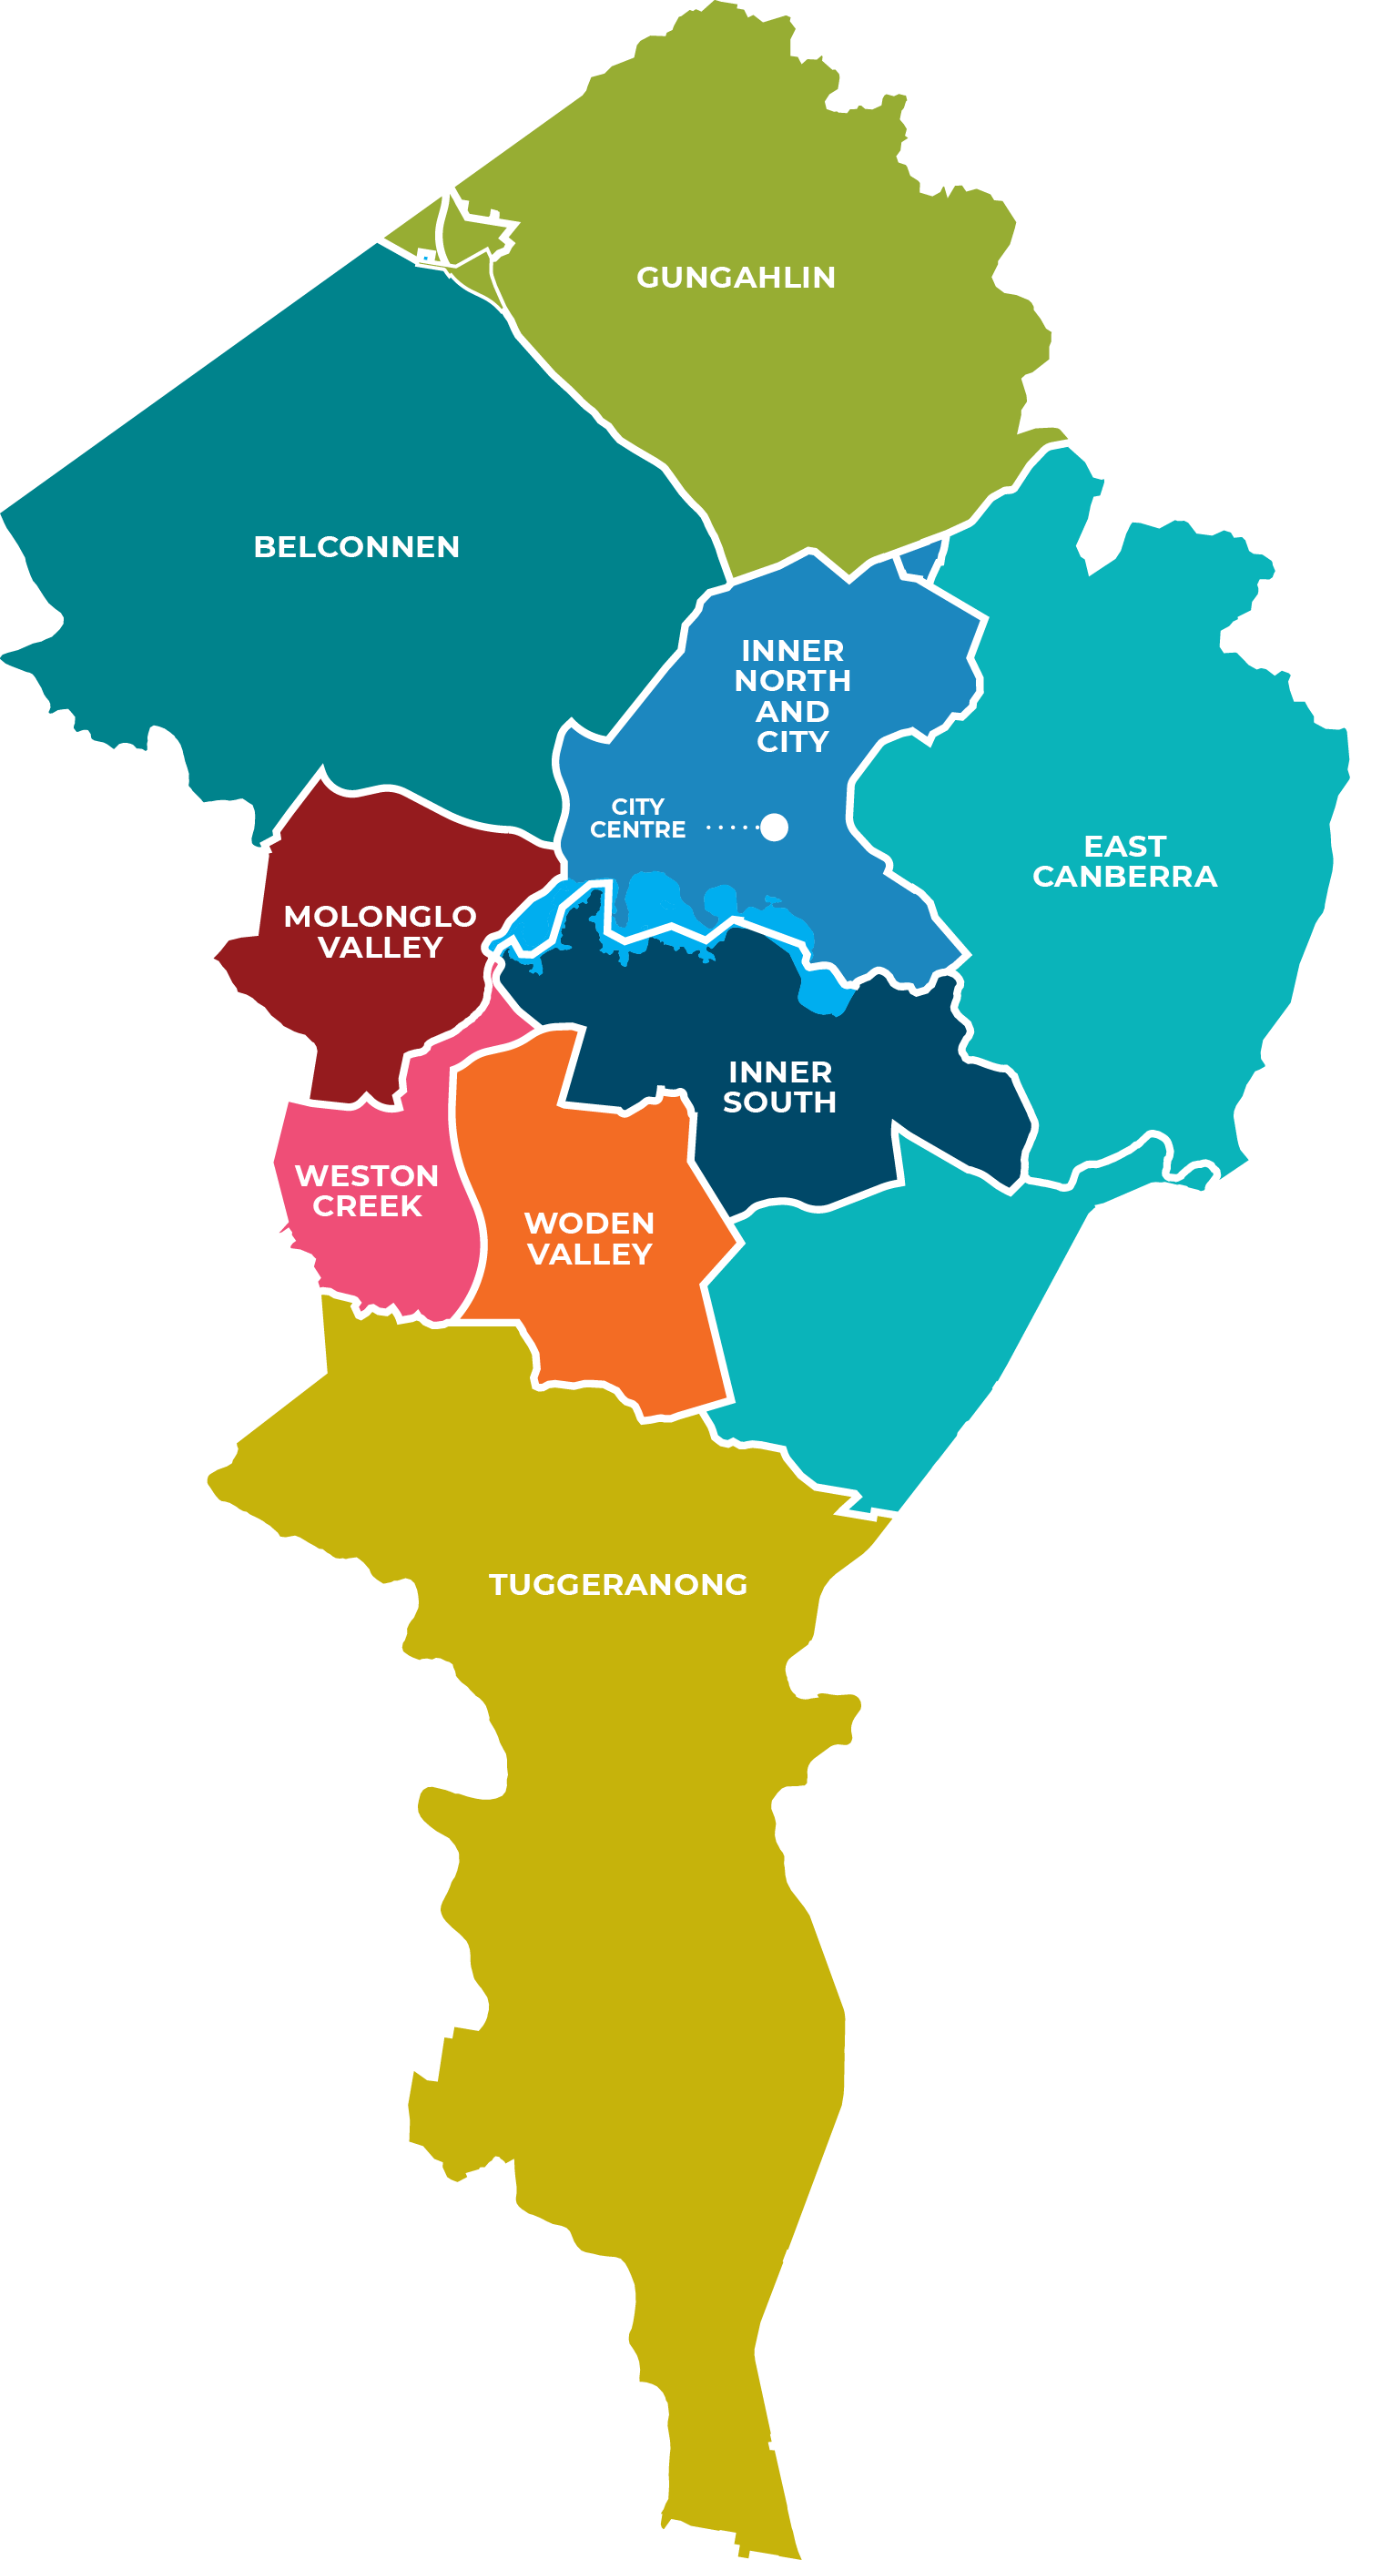 GUNGAHLIN
BELCONNEN
INNER
NORTH
AND
CITY
CITY
CENTRE
EAST
CANBERRA
MOLONGLO
VALLEY
INNER
SOUTH
WESTON
CREEK
WODEN
VALLEY
TUGGERANONG